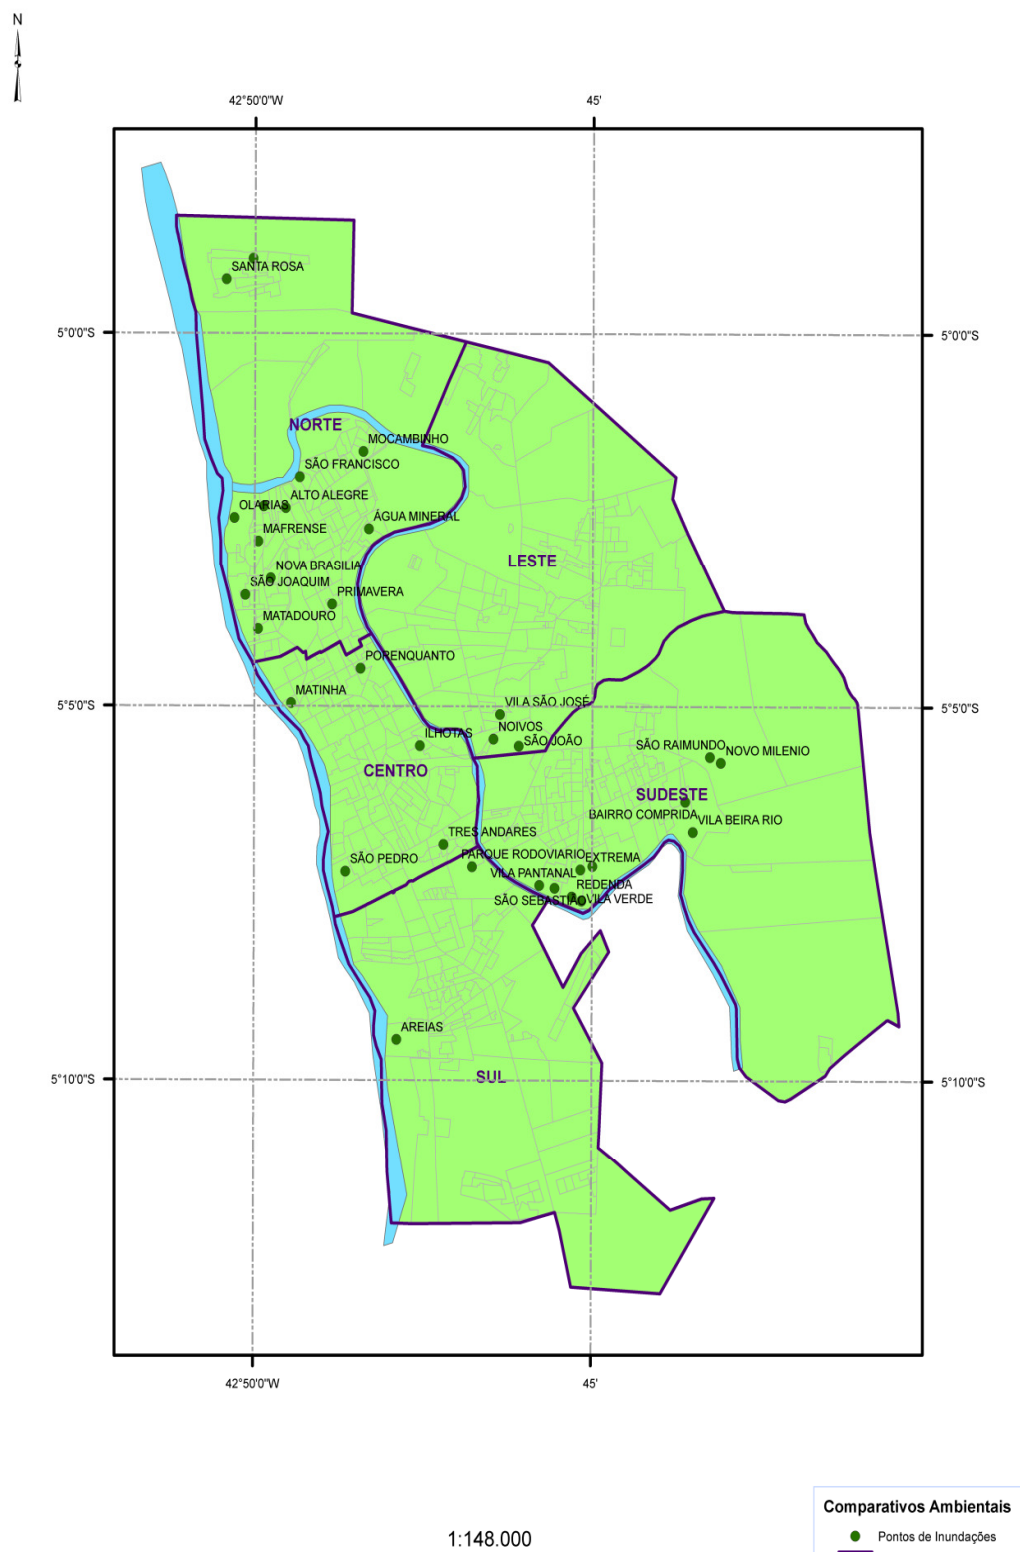 N
42°50'0"W
45'
SANTA ROSA
5°0'0"S
5°0'0"S
NORTE
MOCAMBINHO
SÃO FRANCISCO
ALTO ALEGRE
OLARIAS
ÁGUA MINERAL
MAFRENSE
LESTE
NOVA BRASILIA
SÃO JOAQUIM
PRIMAVERA
MATADOURO
PORENQUANTO
MATINHA
VILA SÃO JOSÉ
5°50'0"S
5°50'0"S
NOIVOS
ILHOTAS
SÃO JOÃO
SÃO RAIMUNDO
NOVO MILENIO
CENTRO
SUDESTE
BAIRRO COMPRIDA
VILA BEIRA RIO
TRES ANDARES
PARQUE RODOVIARIO
EXTREMA
SÃO PEDRO
VILA PANTANAL
REDENDA
SÃO SEBASTIÃO
VILA VERDE
AREIAS
SUL
5°10'0"S
5°10'0"S
42°50'0"W
45'
Comparativos Ambientais
Pontos de Inundações
1:148.000